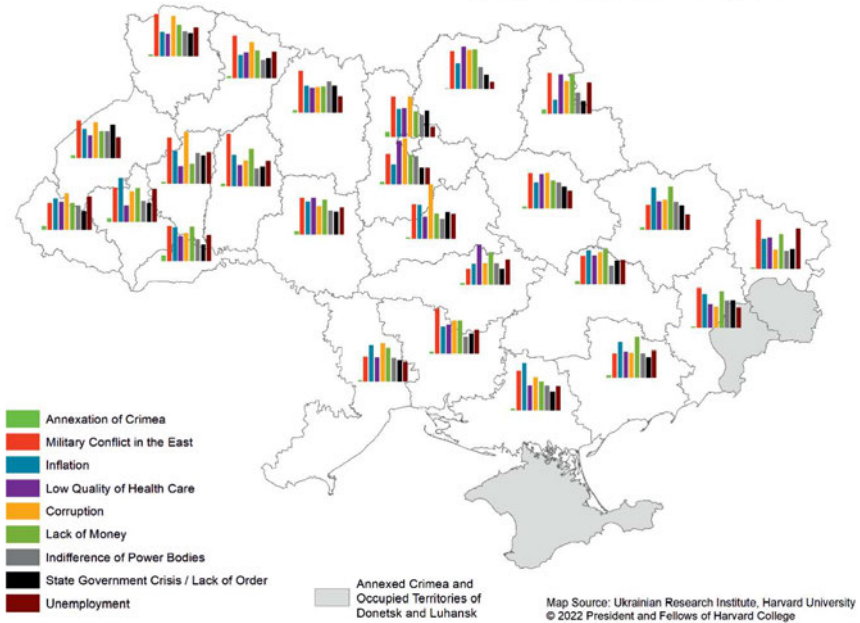 Annexation of Crimea
Military Conflict in the East
Inflation
Low Quality of Health Care
Corruption
Lack of Money
Indifference of Power Bodies
State Government Crisis / Lack of Order
Unemployment
Annexed Crimea and
Occupied Territories of
Donetsk and Luhansk
Map Source: Ukrainian Research Institute, Harvard University
© 2022 President and Fellows of Harvard College